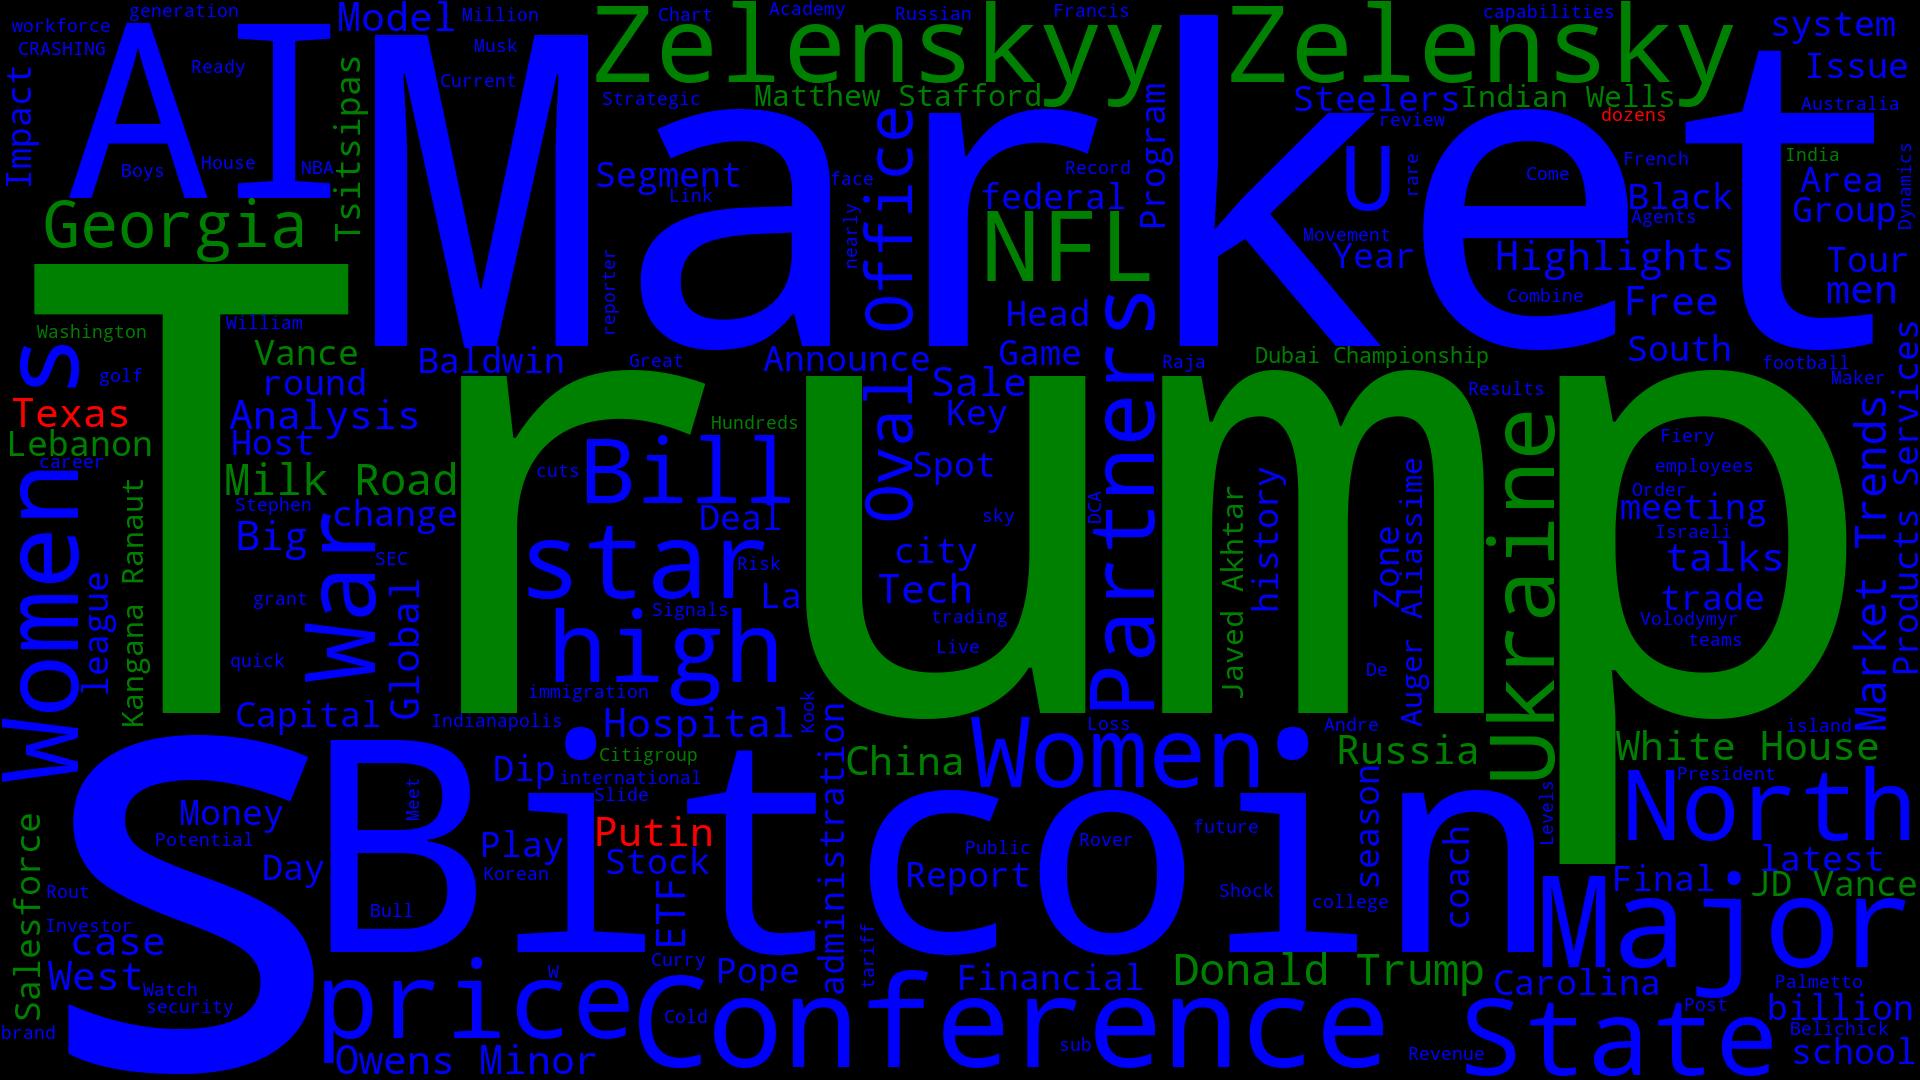 workforce
generation
Model
Million
Zelenskyy
Chart
Academy
Russian
Francis
Zelensky
capabilities
system
CRASHING
AI
Ready
Musk
Current
Issue
Impact
Tsitsipas
Market
Strategic
Matthew Stafford
Program
Steelers
Indian Wells
Australia
review
dozens
Boys
House
NBA
Segment
Link
face
Office
Record
federal
U
rare
Come
French
India
Area
Dynamics
Black
Group
Agents
Georgia
nearly
NFL
Movement
Year
Highlights
Tour
men
reporter
Head
Combine
Free
Washington
William
Vance
Baldwin
Great
Announce
Game
Partners
Raja
Dubai Championship
South
football
Maker
golf
round
Trump
Oval
Sale
Results
Products Services
Market Trends
Womens
Texas
Analysis
Hundreds
Key
Lebanon
Host
career
Milk Road
cuts
Bill
Spot
Fiery
employees
Order
Kangana Ranaut
Stephen
change
Deal
sky
DCA
Javed Akhtar
history
Auger Aliassime
Zone
Ukraine
meeting
Israeli
Big
War
SEC
star
Risk
city
talks
league
grant
Global
Signals
La
Tech
trading
trade
Volodymyr
teams
quick
high
Live
De
immigration
Kook
Capital
Indianapolis
Hospital
administration
Loss
Andre
island
Citigroup
China
Women
Russia
White House
S
Bitcoin
Dip
international
Slide
President
North
Meet
Money
Potential
Play
Putin
Stock
Public
Rover
future
season
Levels
Salesforce
Day
Korean
Report
Shock
college
coach
latest
Final
JD Vance
Rout
Bull
ETF
Major
Investor
case
tariff
West
Watch
security
price
W
Curry
Pope
Financial
Donald Trump
Carolina
Palmetto
Conference
Cold
Post
billion
State
Belichick
brand
Owens Minor
sub
Revenue
school